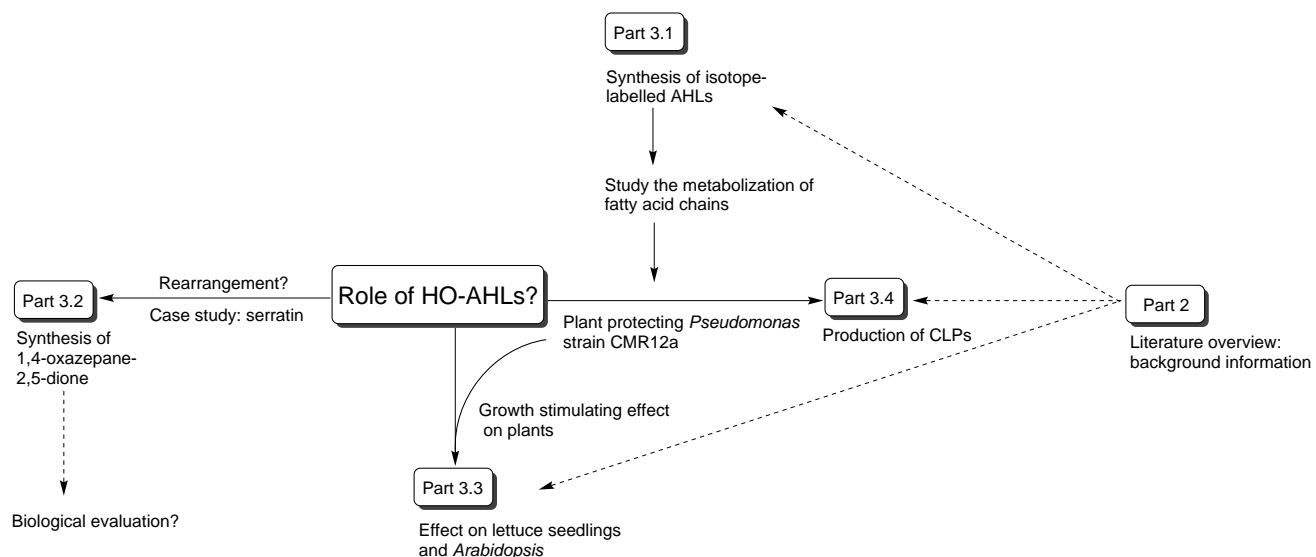 Part 3.1
Synthesis of isotope-
labelled AHLs
Study the metabolization of
fatty acid chains
Rearrangement?
Case study: serratin
Role of HO-AHLs?
Part 3.2
Synthesis of
1,4-oxazepane-
2,5-dione
Biological evaluation?
Plant protecting Pseudomonas
strain CMR12a
Part 3.4
Production of CLPs
Part 2
Literature overview:
background information
Growth stimulating effect
on plants
Part 3.3
Effect on lettuce seedlings
and Arabidopsis